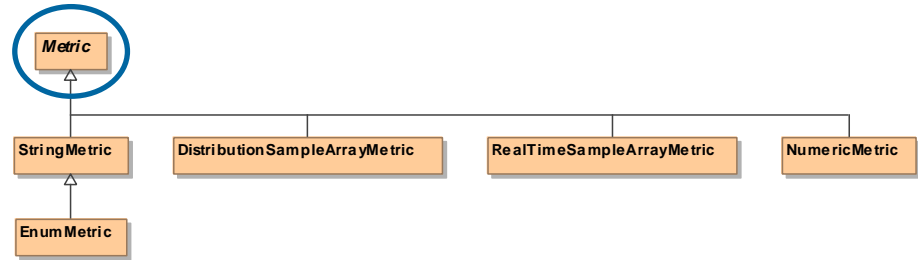 Metric
StringMetric
DistributionSampleArrayMetric
RealTimeSampleArrayMetric
NumericMetric
EnumMetric